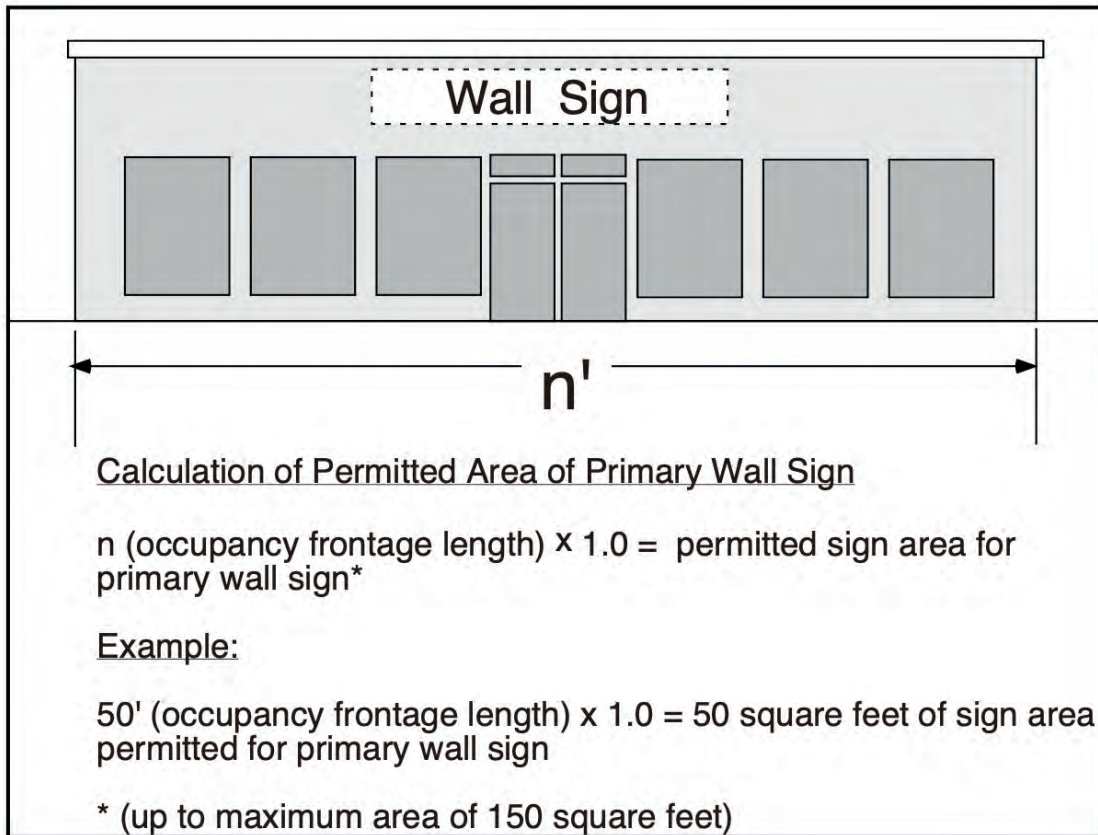 Wall Sign
n'
Calculation of Permitted Area of Primary Wall Sign
n (occupancy frontage length) x 1.0 = permitted sign area for
primary wall sign*
Example:
50' (occupancy frontage length) x 1.0 = 50 square feet of sign area
permitted for primary wall sign
* (up to maximum area of 150 square feet)